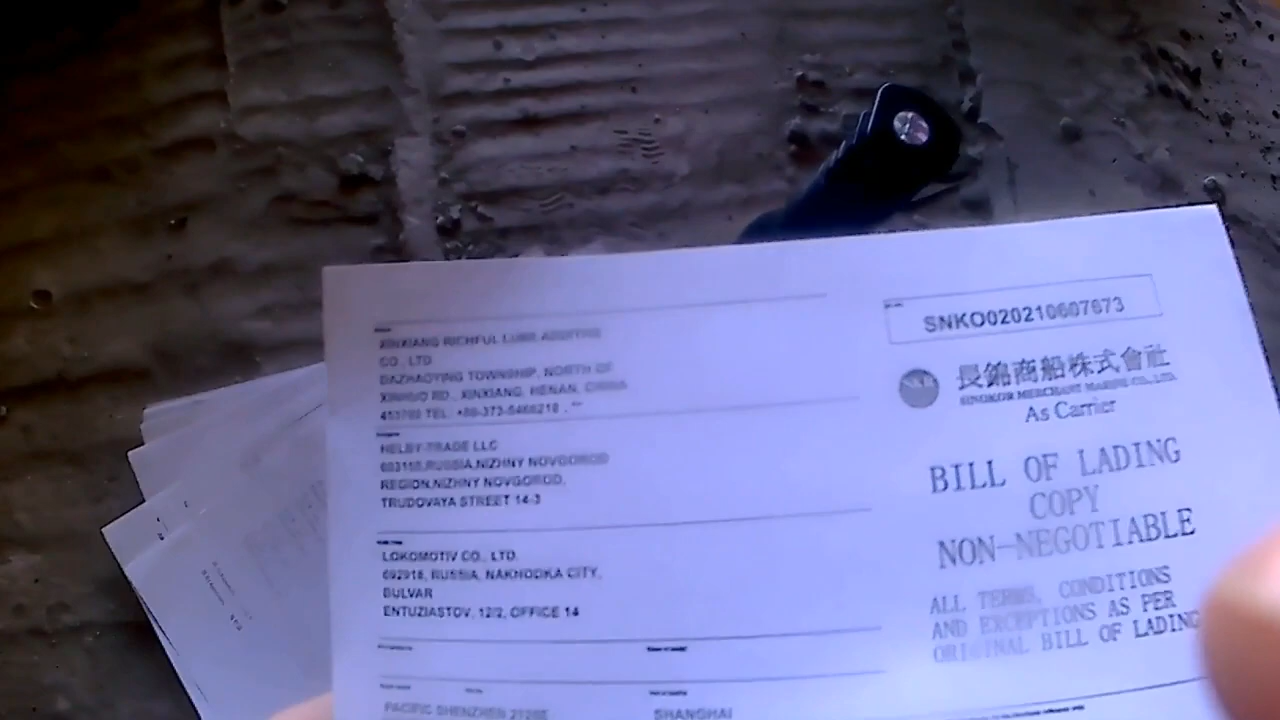 SNKO020210607673
XINXIANG RICHFUL LUBE ADDITIVE
CO., LTD
DAZHAOYING TOWNSHIP, NORTH OF
XINHUO RD., XINXIANG, HENAN, CHINA
TEL: +86-373-5466218
長錦商船株式會社
SINOKOR MERCHANT MARINE CO., LTD.
As Carrier
HELBY-TRADE LLC
RUSSIA,NIZHNY NOVGOROD
REGION,NIZHNY NOVGOROD,
TRUDOVAYA STREET 14-3
BILL OF LADING
COPY
NON-NEGOTIABLE
LOKOMOTIV CO., LTD.
692918, RUSSIA, NAKHODKA CITY,
BULVAR
ENTUZIASTOV, 12/2, OFFICE 14
ALL TERMS, CONDITIONS
AND EXCEPTIONS AS PER
ORIGINAL BILL OF LADING
PACIFIC SHENZHEN
SHANGHAI